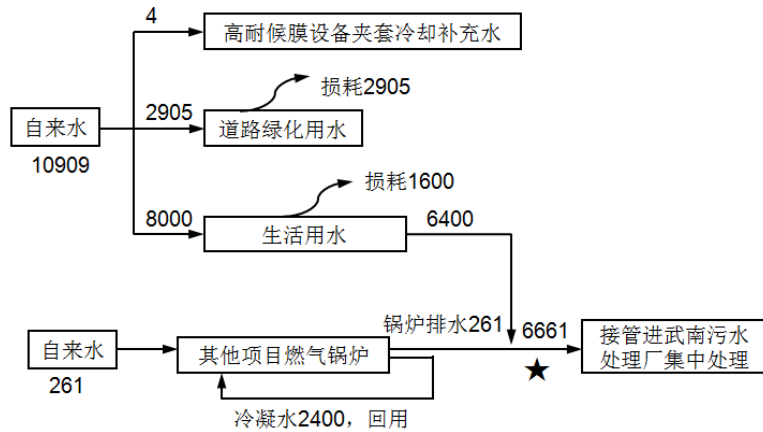 4
高耐候膜设备夹套冷却补充水
损耗2905
2905
自来水
道路绿化用水
10909
损耗1600
8000
6400
生活用水
锅炉排水261
6661
接管进武南污水
处理厂集中处理
自来水
其他项目燃气锅炉
261
★
冷凝水2400，回用